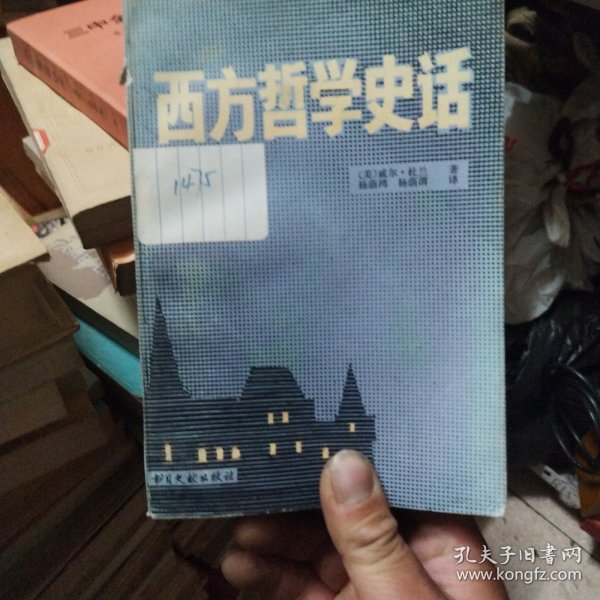 西方哲学史话
1475
〔美〕威尔·杜兰 著
杨荫鸿 杨荫渭 译
书目文献出版社
孔夫子旧书网
www.kongfz.com